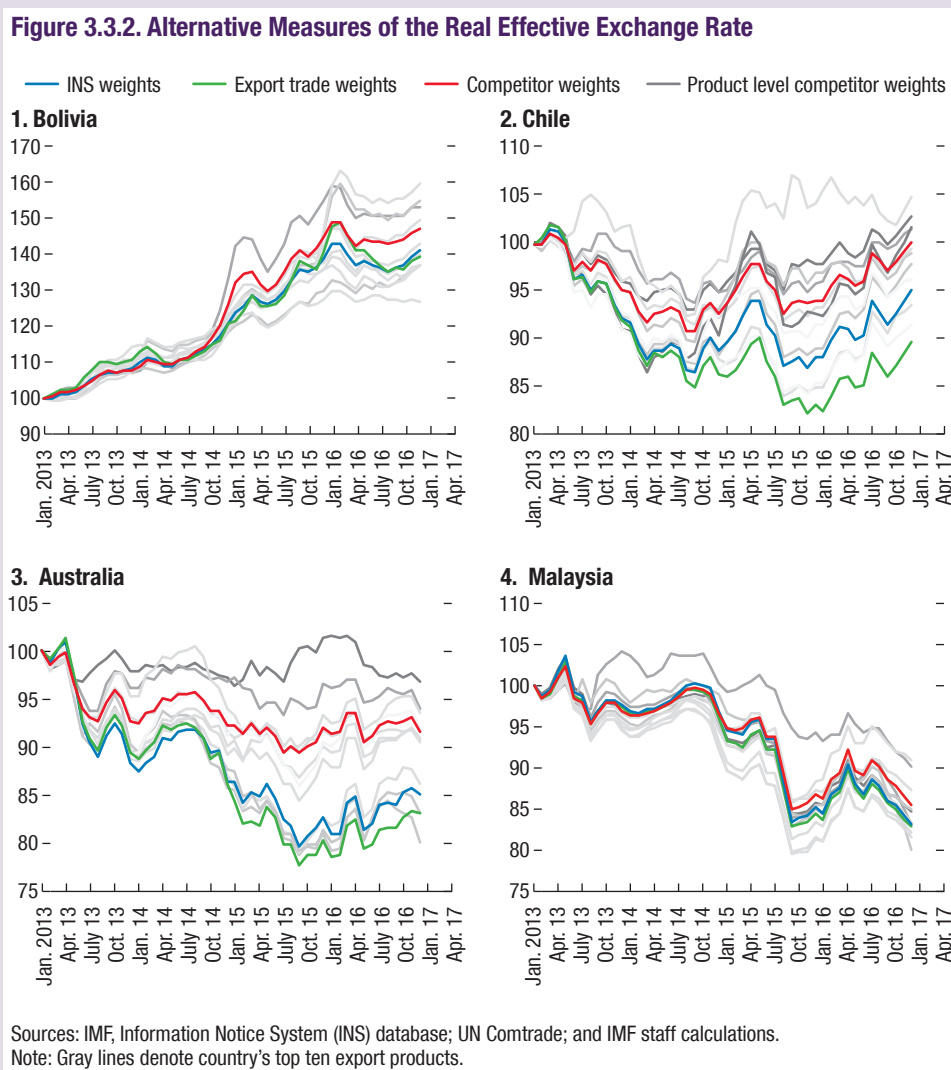 Figure 3.3.2. Alternative Measures of the Real Effective Exchange Rate
INS weights Export trade weights Competitor weights Product level competitor weights
1. Bolivia
170
160
150
140
130
120
110
100
90
Jan. 2013
Apr. 13
July 13
Oct. 13
Jan. 14
Apr. 14
July 14
Oct. 14
Jan. 15
Apr. 15
July 15
Oct. 15
Jan. 16
Apr. 16
July 16
Oct. 16
Jan. 17
Apr. 17
2. Chile
110
105
100
95
90
85
80
Jan. 2013
Apr. 13
July 13
Oct. 13
Jan. 14
Apr. 14
July 14
Oct. 14
Jan. 15
Apr. 15
July 15
Oct. 15
Jan. 16
Apr. 16
July 16
Oct. 16
Jan. 17
Apr. 17
3. Australia
105
100
95
90
85
80
75
Jan. 2013
Apr. 13
July 13
Oct. 13
Jan. 14
Apr. 14
July 14
Oct. 14
Jan. 15
Apr. 15
July 15
Oct. 15
Jan. 16
Apr. 16
July 16
Oct. 16
Jan. 17
Apr. 17
4. Malaysia
110
105
100
95
90
85
80
75
Jan. 2013
Apr. 13
July 13
Oct. 13
Jan. 14
Apr. 14
July 14
Oct. 14
Jan. 15
Apr. 15
July 15
Oct. 15
Jan. 16
Apr. 16
July 16
Oct. 16
Jan. 17
Apr. 17
Sources: IMF, Information Notice System (INS) database; UN Comtrade; and IMF staff calculations.
Note: Gray lines denote country's top ten export products.